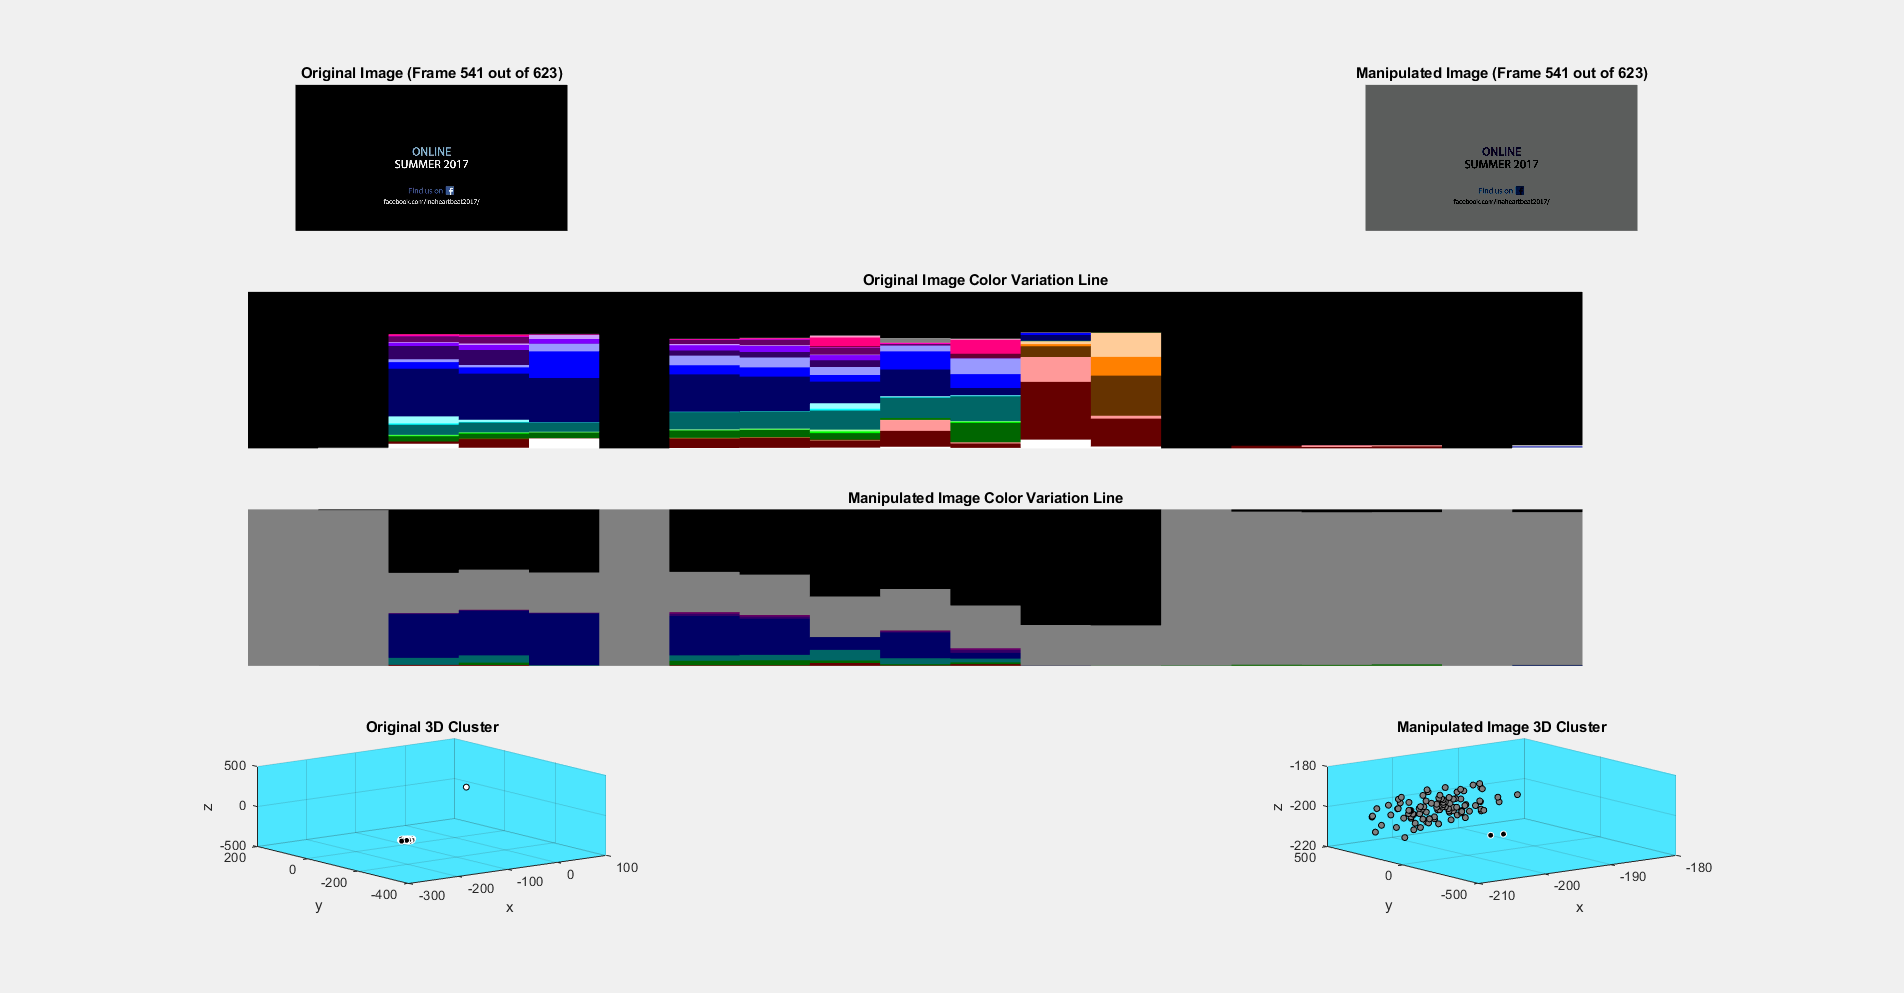 Original Image (Frame 541 out of 623)
Manipulated Image (Frame 541 out of 623)
ONLINE
SUMMER 2017
Find us on f
ONLINE
SUMMER 2017
Find us on f
Original Image Color Variation Line
Manipulated Image Color Variation Line
Original 3D Cluster
500
0
-500
z
200
0
-200
-400
y
-300
-200
-100
0
100
x
Manipulated Image 3D Cluster
-180
-200
-220
z
500
0
-500
y
-210
-200
-190
-180
x